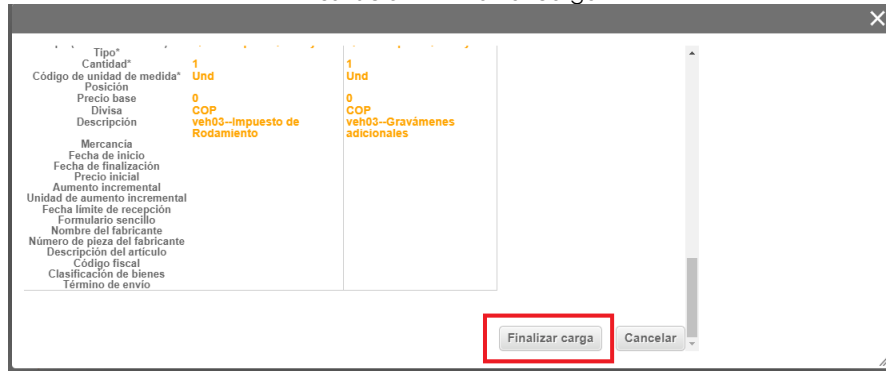 Tipo*
Cantidad* 1 1
Código de unidad de medida* Und Und
Posición
Precio base 0 0
Divisa COP COP
Descripción veh03--Impuesto de Rodamiento veh03--Gravámenes adicionales
Mercancía
Fecha de inicio
Fecha de finalización
Precio inicial
Aumento incremental
Unidad de aumento incremental
Fecha límite de recepción
Formulario sencillo
Nombre del fabricante
Número de pieza del fabricante
Descripción del artículo
Código fiscal
Clasificación de bienes
Término de envío
Finalizar carga Cancelar